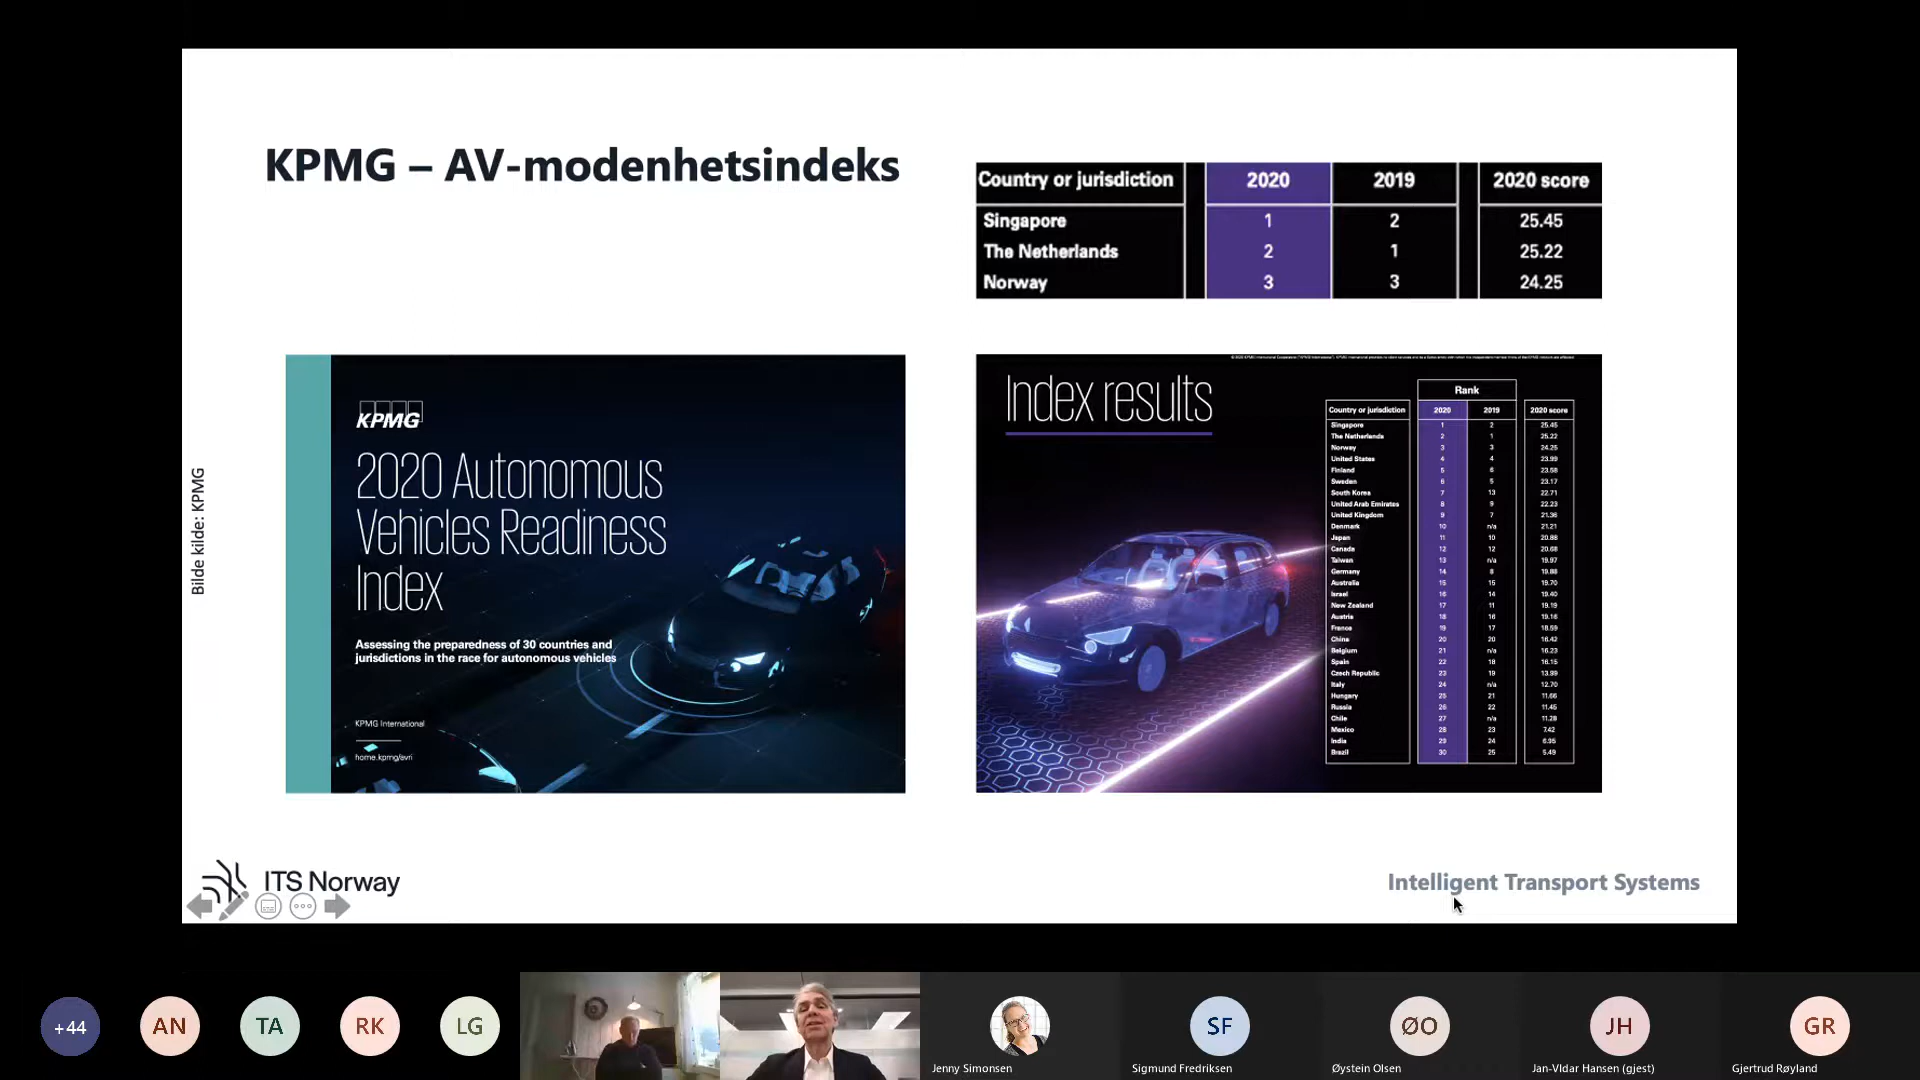 KPMG – AV-modenhetsindeks
Country or jurisdiction 2020 2019 2020 score
Singapore 1 2 25.45
The Netherlands 2 1 25.22
Norway 3 3 24.25
Bilde kilde: KPMG
KPMG
2020 Autonomous
Vehicles Readiness
Index
Assessing the preparedness of 30 countries and
jurisdictions in the race for autonomous vehicles
KPMG International
home.kpmg/avri
Index results
Rank
Country or jurisdiction 2020 2019 2020 score
Singapore 1 2 25.45
The Netherlands 2 1 25.22
Norway 3 3 24.25
United States 4 4 23.99
Finland 5 6 23.58
Sweden 6 5 23.17
South Korea 7 13 22.71
United Arab Emirates 8 9 22.23
United Kingdom 9 7 21.36
Denmark 10 n/a 21.21
Japan 11 10 20.88
Canada 12 12 20.68
Taiwan 13 n/a 19.97
Germany 14 8 19.88
Australia 15 15 19.70
Israel 16 14 19.40
New Zealand 17 11 19.19
Austria 18 16 19.16
France 19 17 18.59
China 20 20 16.42
Belgium 21 n/a 16.23
Spain 22 18 16.15
Czech Republic 23 19 13.99
Italy 24 n/a 12.70
Hungary 25 21 11.66
Russia 26 22 11.45
Chile 27 n/a 11.28
Mexico 28 23 7.42
India 29 24 6.95
Brazil 30 25 5.49
ITS Norway
Intelligent Transport Systems
+44
AN
TA
RK
LG
SF
ØO
JH
GR
Jenny Simonsen
Sigmund Fredriksen
Øystein Olsen
Jan-VIdar Hansen (gjest)
Gjertrud Røyland